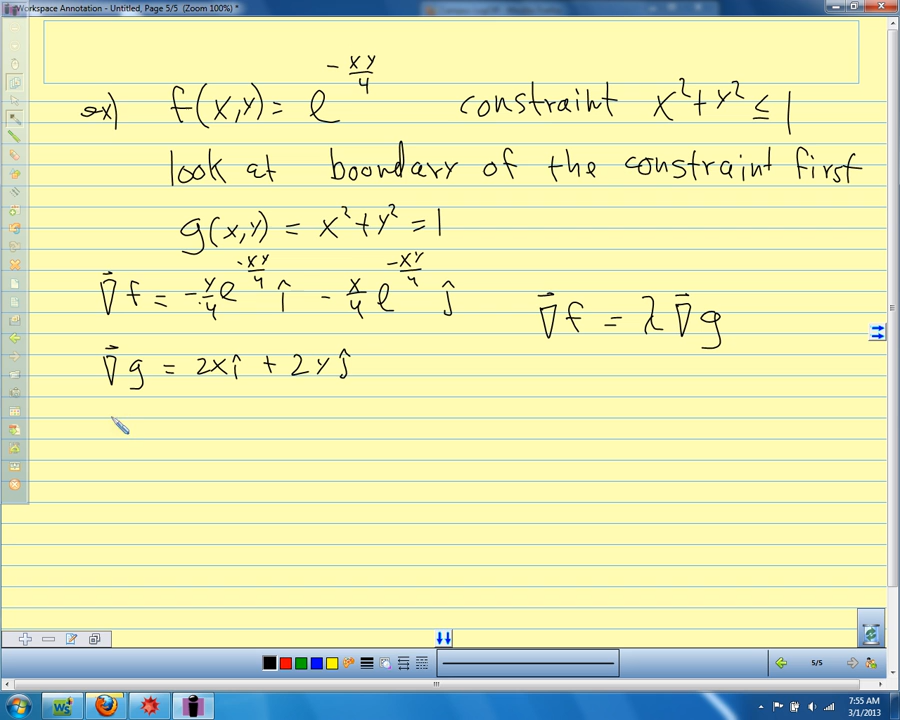 Workspace Annotation - Untitled, Page 5/5 (Zoom 100%) *
ex) f(x,y) = e^{-xy/4} constraint x²+y² ≤ 1
look at boundary of the constraint first
g(x,y) = x²+y² = 1
∇⃗f = -y/4 e^{-xy/4} î - x/4 e^{-xy/4} ĵ
∇⃗f = λ∇⃗g
∇⃗g = 2xî + 2yĵ
5/5
7:55 AM
3/1/2013